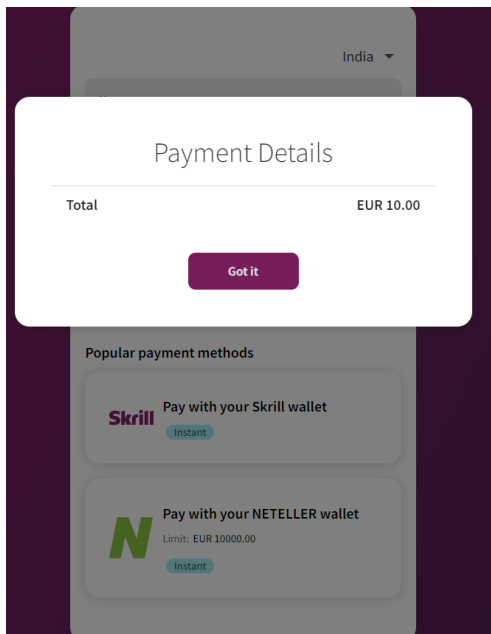 India
Payment Details
Total EUR 10.00
Got it
Popular payment methods
Skrill
Pay with your Skrill wallet
Instant
N
Pay with your NETELLER wallet
Limit: EUR 10000.00
Instant